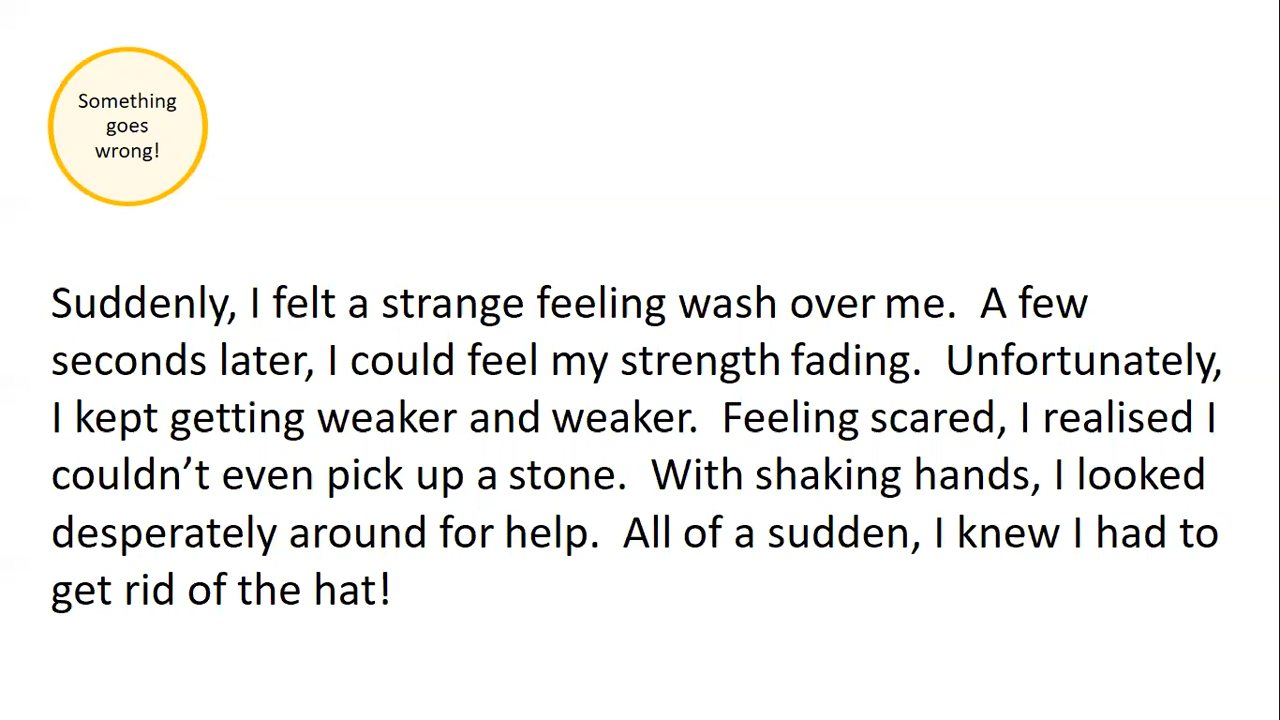 Something
goes
wrong!
Suddenly, I felt a strange feeling wash over me.  A few
seconds later, I could feel my strength fading.  Unfortunately,
I kept getting weaker and weaker.  Feeling scared, I realised I
couldn’t even pick up a stone.  With shaking hands, I looked
desperately around for help.  All of a sudden, I knew I had to
get rid of the hat!